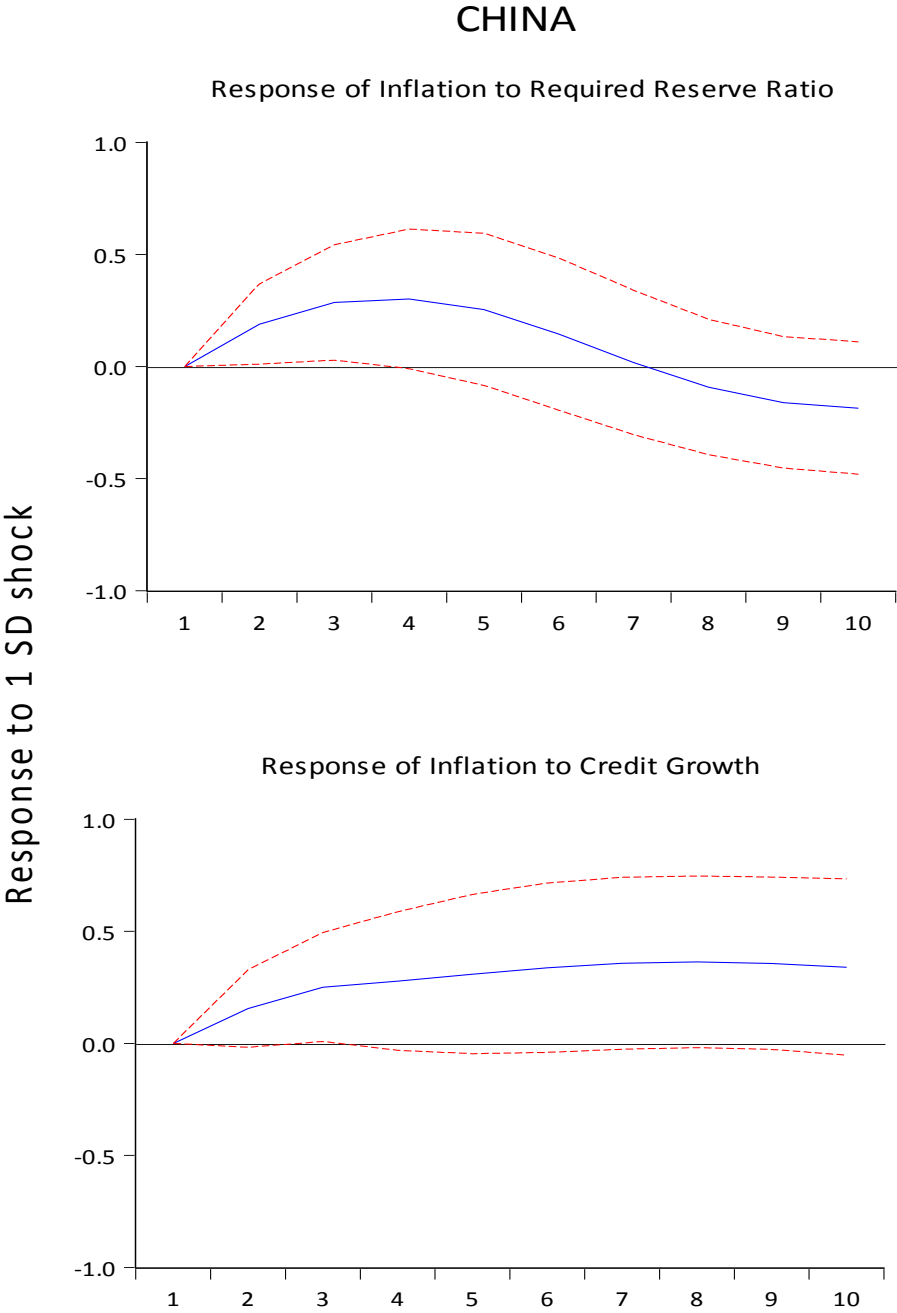 CHINA
Response of Inflation to Required Reserve Ratio
1.0
0.5
0.0
-0.5
-1.0
1 2 3 4 5 6 7 8 9 10
Response to 1 SD shock
Response of Inflation to Credit Growth
1.0
0.5
0.0
-0.5
-1.0
1 2 3 4 5 6 7 8 9 10